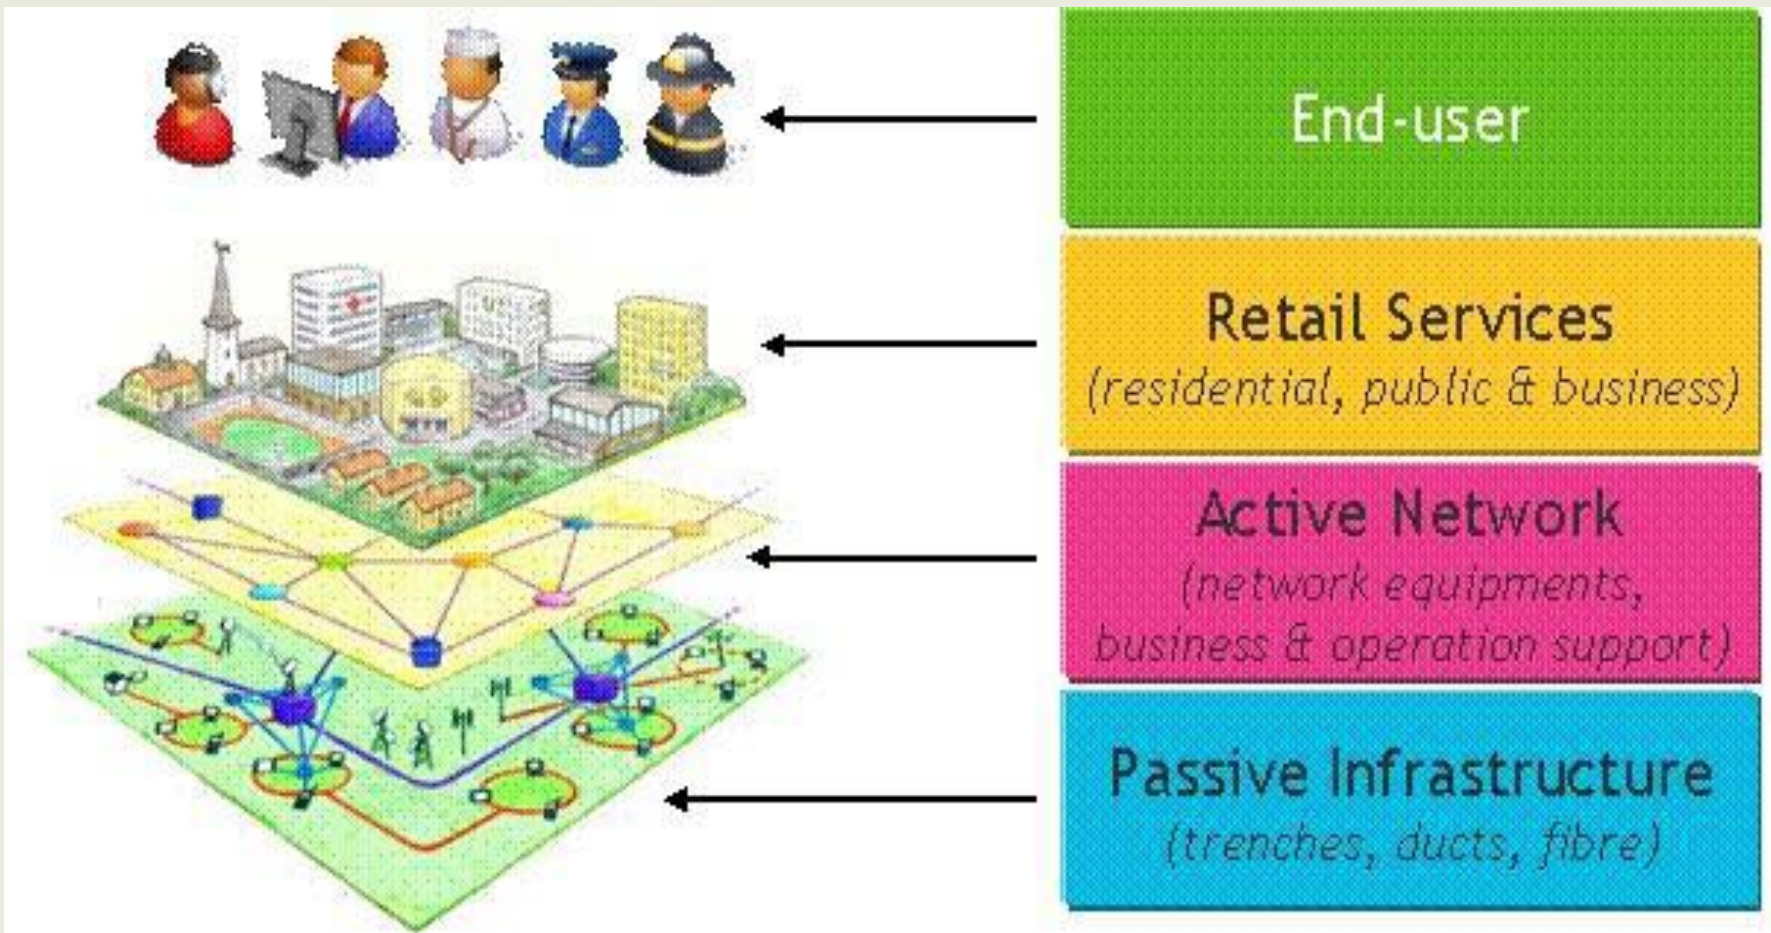 End-user
Retail Services
(residential, public & business)
Active Network
(network equipments,
business & operation support)
Passive Infrastructure
(trenches, ducts, fibre)